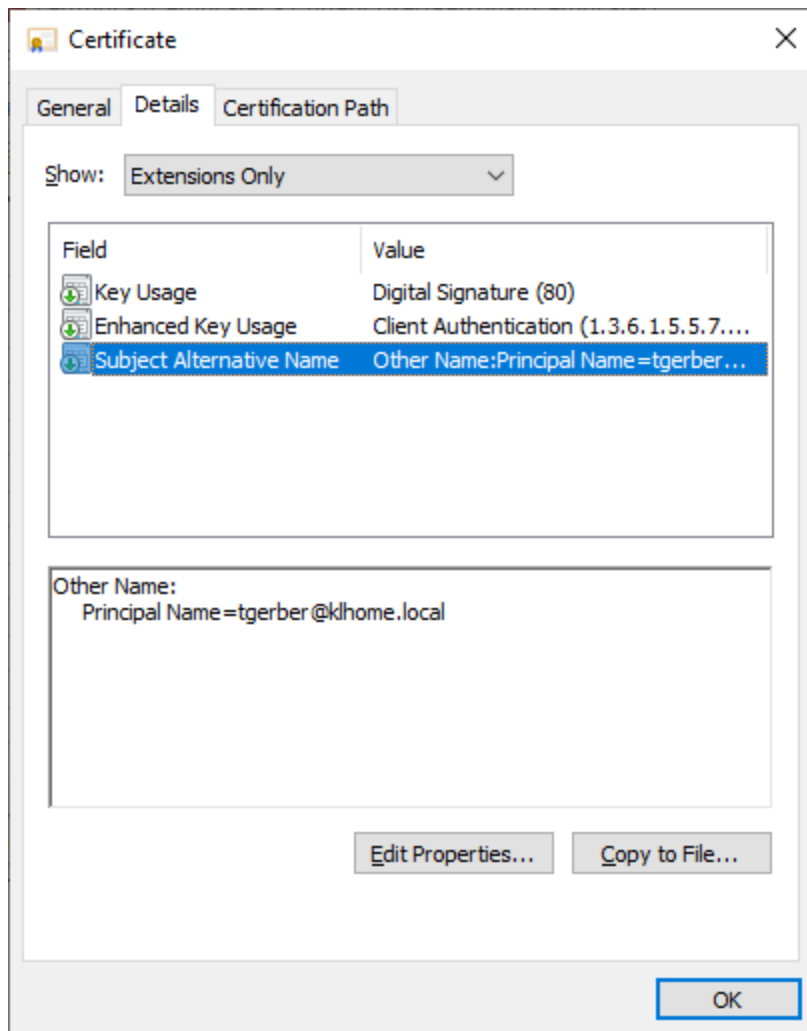 Certificate
General
Details
Certification Path
Show:
Extensions Only
Field Value
Key Usage Digital Signature (80)
Enhanced Key Usage Client Authentication (1.3.6.1.5.5.7....
Subject Alternative Name Other Name:Principal Name=tgerber...
Other Name:
Principal Name=tgerber@klhome.local
Edit Properties...
Copy to File...
OK